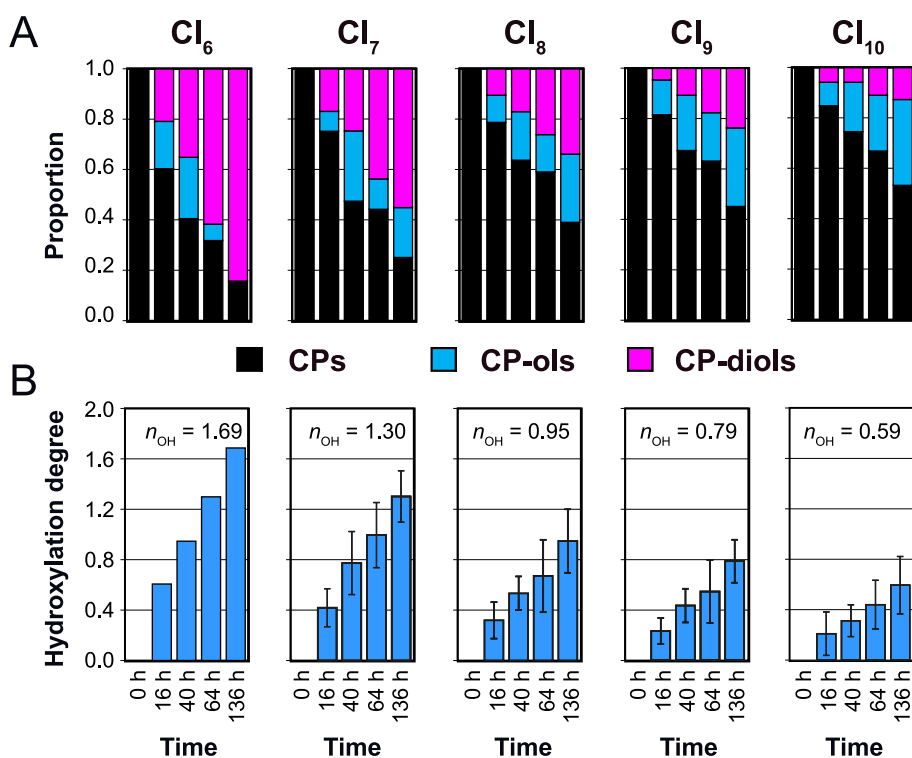 A
Cl6 Cl7 Cl8 Cl9 Cl10
Proportion
1.0
0.8
0.6
0.4
0.2
0.0
CPs CP-ols CP-diols
B
Hydroxylation degree
2.0
1.6
1.2
0.8
0.4
0.0
nOH = 1.69 nOH = 1.30 nOH = 0.95 nOH = 0.79 nOH = 0.59
0 h 16 h 40 h 64 h 136 h 0 h 16 h 40 h 64 h 136 h 0 h 16 h 40 h 64 h 136 h 0 h 16 h 40 h 64 h 136 h 0 h 16 h 40 h 64 h 136 h
Time Time Time Time Time